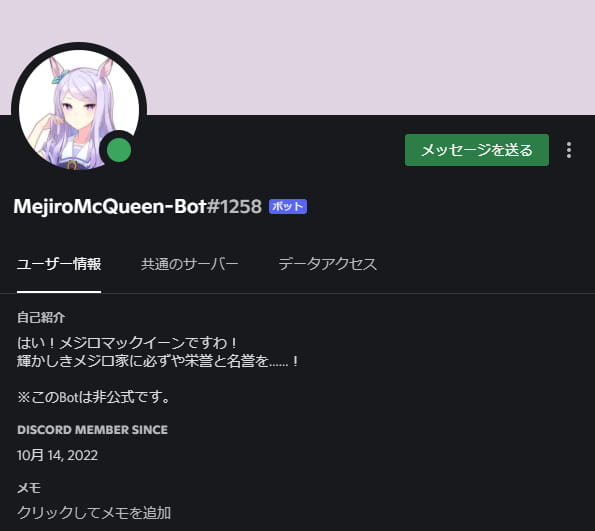 メッセージを送る
MejiroMcQueen-Bot#1258 ボット
ユーザー情報 共通のサーバー データアクセス
自己紹介
はい！メジロマックイーンですわ！
輝かしきメジロ家に必ずや栄誉と名誉を……！
※このBotは非公式です。
DISCORD MEMBER SINCE
10月 14, 2022
メモ
クリックしてメモを追加